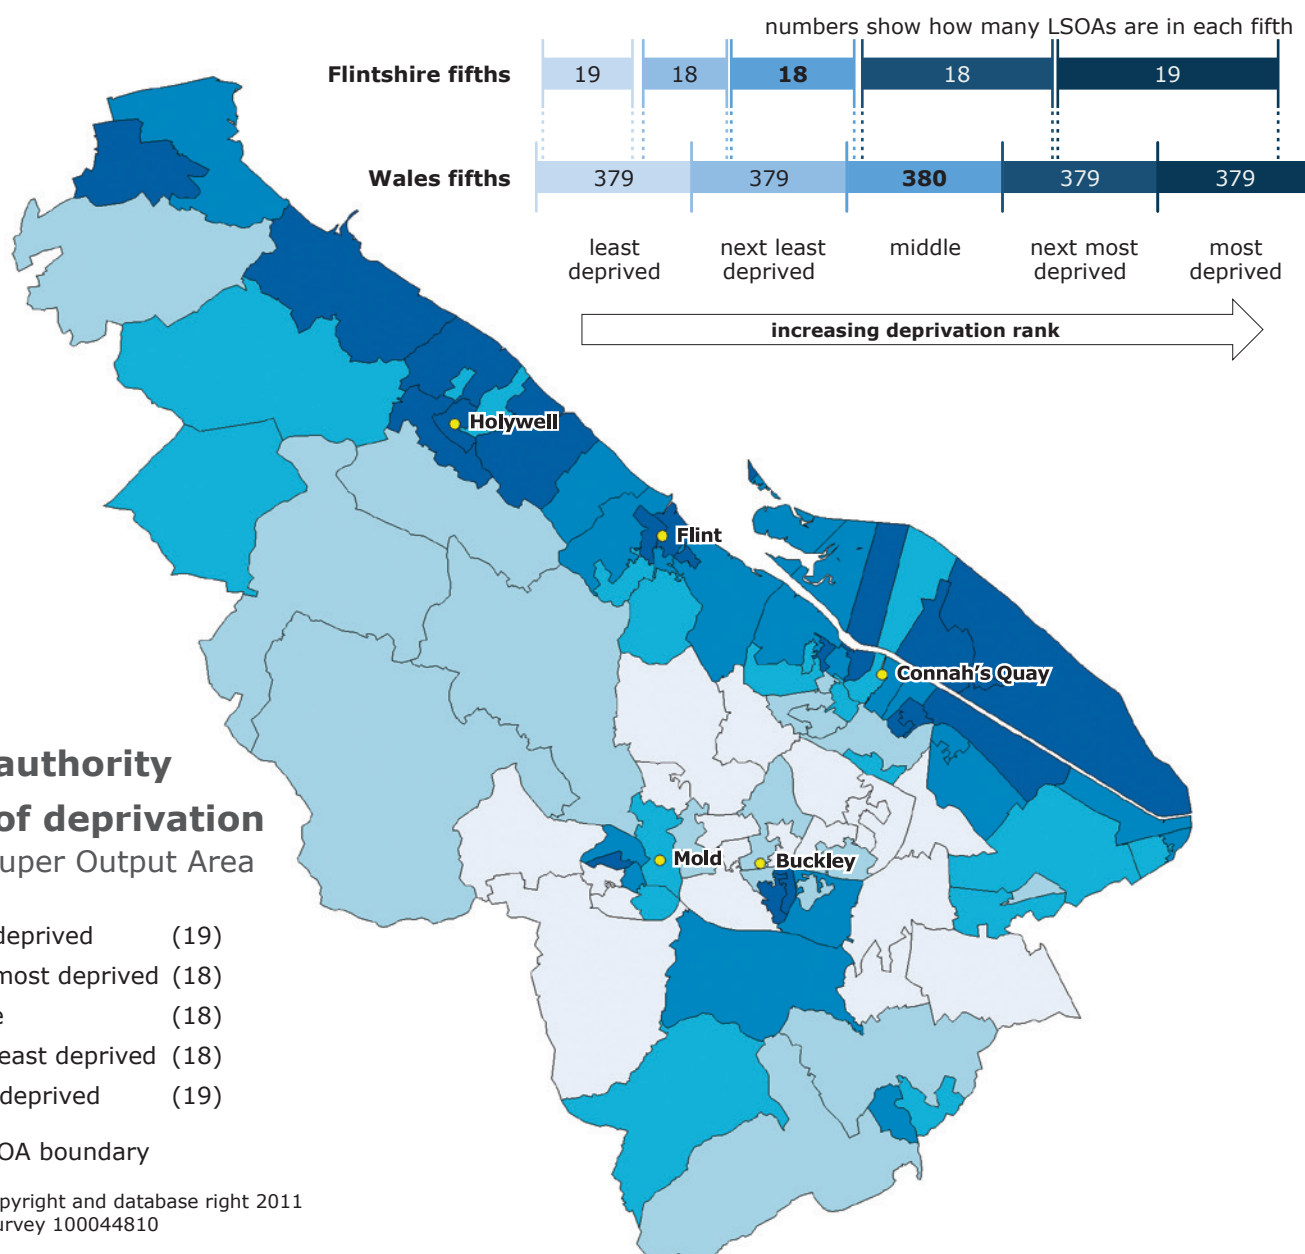 numbers show how many LSOAs are in each fifth
Flintshire fifths 19 18 18 18 19
Wales fifths 379 379 380 379 379
least deprived
next least deprived
middle
next most deprived
most deprived
increasing deprivation rank
Holywell
Flint
Connah's Quay
Mold
Buckley
authority
of deprivation
uper Output Area
deprived (19)
most deprived (18)
e (18)
east deprived (18)
deprived (19)
OA boundary
pyright and database right 2011
urvey 100044810